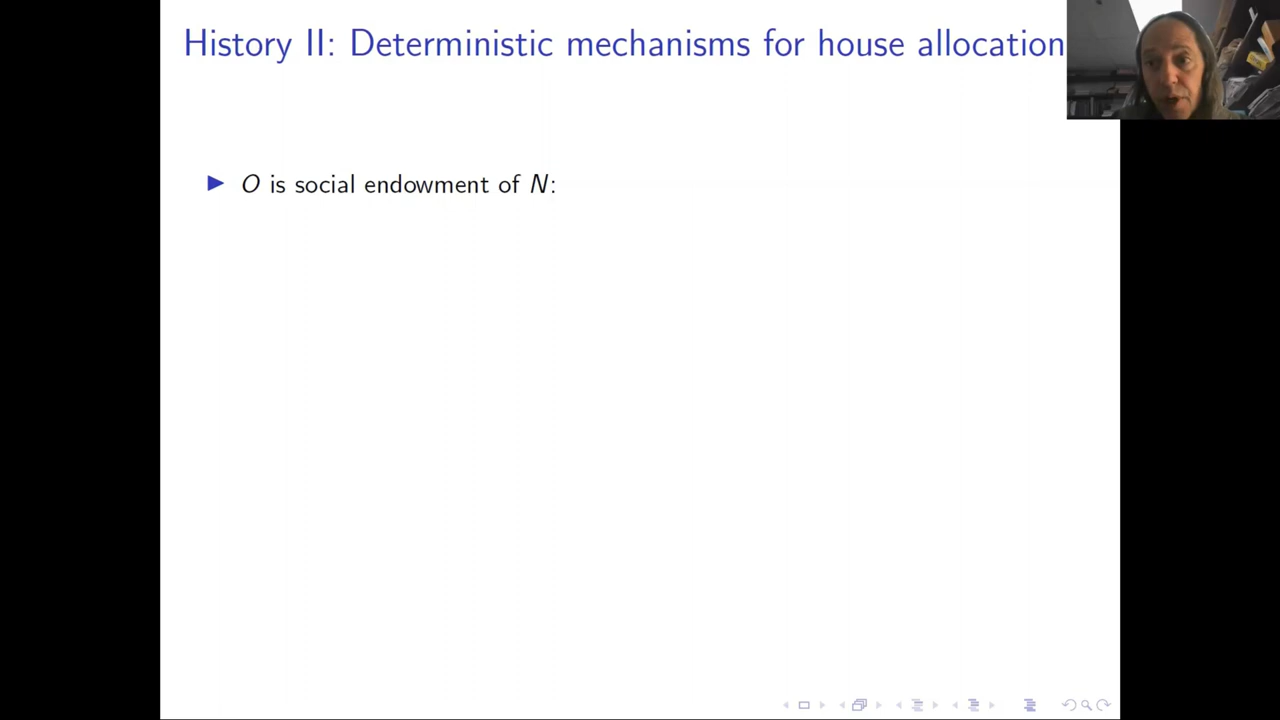 History II: Deterministic mechanisms for house allocation
O is social endowment of N: